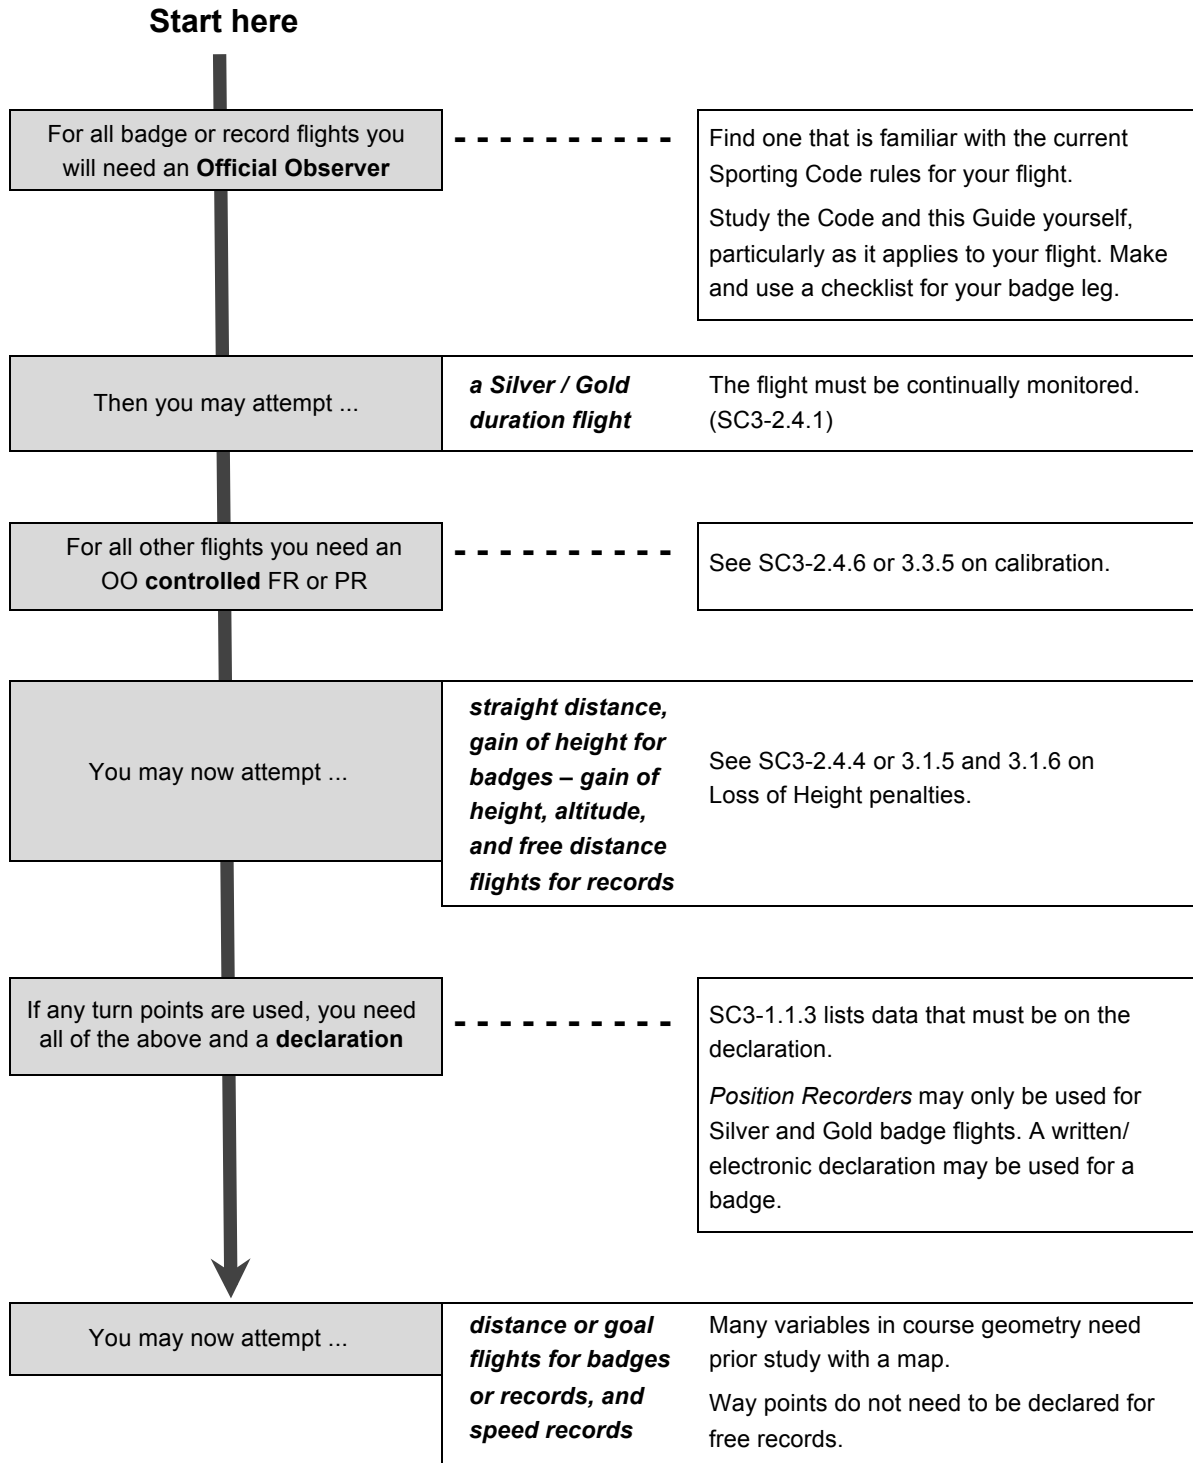 Start here
For all badge or record flights you
will need an Official Observer
- - - - - - - - - -
Find one that is familiar with the current
Sporting Code rules for your flight.
Study the Code and this Guide yourself,
particularly as it applies to your flight. Make
and use a checklist for your badge leg.
Then you may attempt ...
a Silver / Gold
duration flight
The flight must be continually monitored.
(SC3-2.4.1)
For all other flights you need an
OO controlled FR or PR
- - - - - - - - - -
See SC3-2.4.6 or 3.3.5 on calibration.
You may now attempt ...
straight distance,
gain of height for
badges – gain of
height, altitude,
and free distance
flights for records
See SC3-2.4.4 or 3.1.5 and 3.1.6 on
Loss of Height penalties.
If any turn points are used, you need
all of the above and a declaration
- - - - - - - - - -
SC3-1.1.3 lists data that must be on the
declaration.
Position Recorders may only be used for
Silver and Gold badge flights. A written/
electronic declaration may be used for a
badge.
You may now attempt ...
distance or goal
flights for badges
or records, and
speed records
Many variables in course geometry need
prior study with a map.
Way points do not need to be declared for
free records.